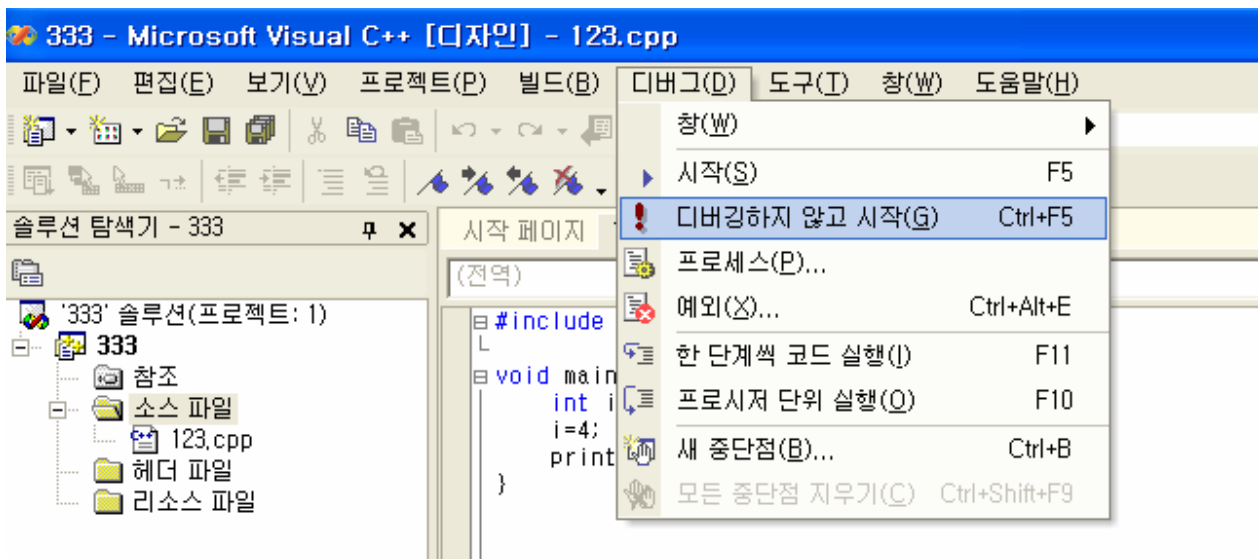 333 - Microsoft Visual C++ [디자인] - 123.cpp
파일(F) 편집(E) 보기(V) 프로젝트(P) 빌드(B) 디버그(D) 도구(T) 창(W) 도움말(H)
창(W)
시작(S) F5
디버깅하지 않고 시작(G) Ctrl+F5
프로세스(P)...
예외(X)... Ctrl+Alt+E
한 단계씩 코드 실행(I) F11
프로시저 단위 실행(O) F10
새 중단점(B)... Ctrl+B
모든 중단점 지우기(C) Ctrl+Shift+F9
솔루션 탐색기 - 333
'333' 솔루션(프로젝트: 1)
333
참조
소스 파일
123.cpp
헤더 파일
리소스 파일
시작 페이지
(전역)
#include
void main
int i
i=4;
print
}